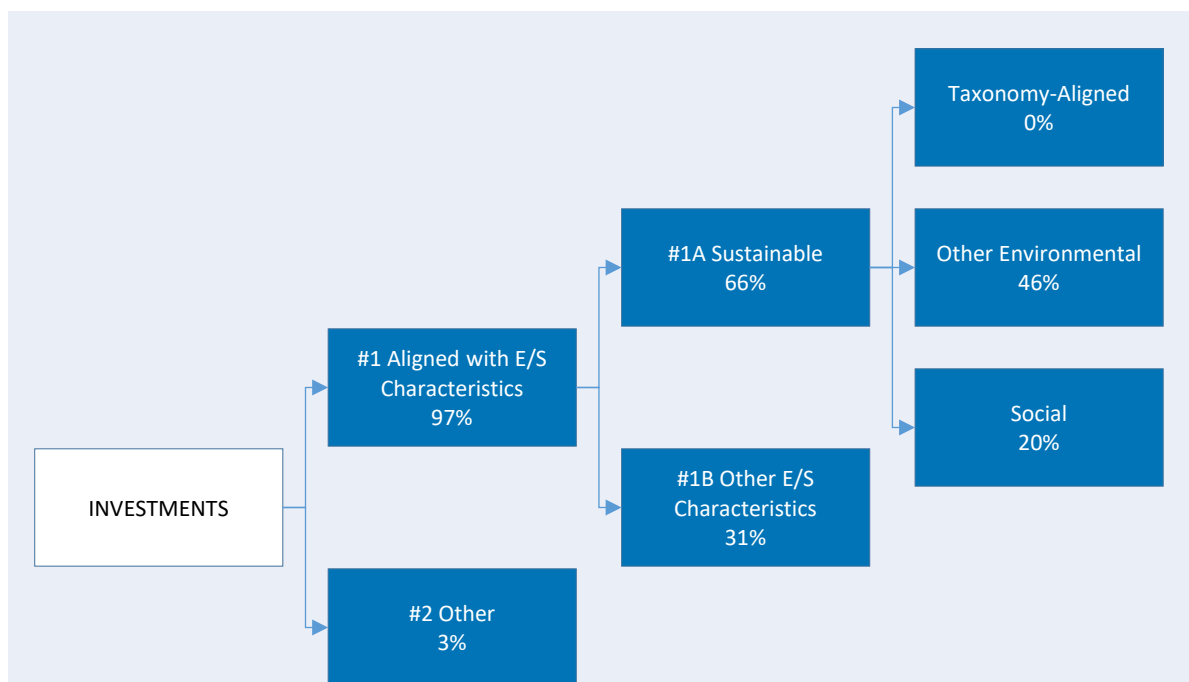 Taxonomy-Aligned
0%
#1A Sustainable
66%
Other Environmental
46%
#1 Aligned with E/S
Characteristics
97%
Social
20%
INVESTMENTS
#1B Other E/S
Characteristics
31%
#2 Other
3%